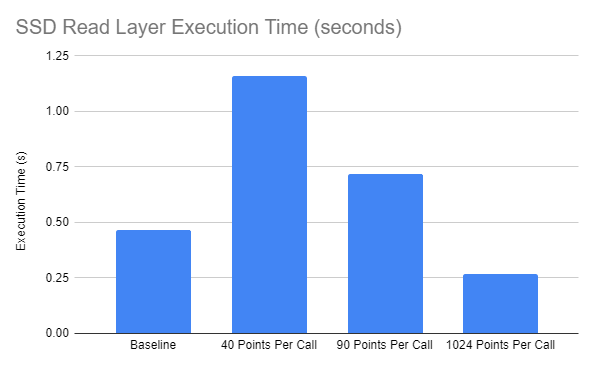 SSD Read Layer Execution Time (seconds)
1.25
1.00
0.75
0.50
0.25
0.00
Execution Time (s)
Baseline
40 Points Per Call
90 Points Per Call
1024 Points Per Call